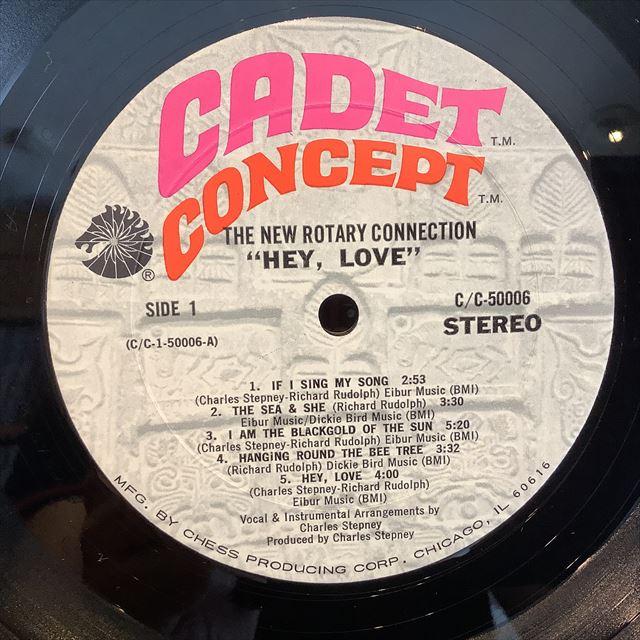 CADET T.M.
CONCEPT T.M.
®
THE NEW ROTARY CONNECTION
"HEY, LOVE"
SIDE 1
C/C-50006
STEREO
(C/C-1-50006-A)
1. IF I SING MY SONG 2:53
(Charles Stepney-Richard Rudolph) Eibur Music (BMI)
2. THE SEA & SHE (Richard Rudolph) 3:30
Eibur Music/Dickie Bird Music (BMI)
3. I AM THE BLACKGOLD OF THE SUN 5:20
(Charles Stepney-Richard Rudolph) Eibur Music (BMI)
4. HANGING 'ROUND THE BEE TREE 3:32
(Richard Rudolph) Dickie Bird Music (BMI)
5. HEY, LOVE 4:00
(Charles Stepney-Richard Rudolph)
Eibur Music (BMI)
Vocal & Instrumental Arrangements by
Charles Stepney
Produced by Charles Stepney
MFG. BY CHESS PRODUCING CORP., CHICAGO, IL 60616